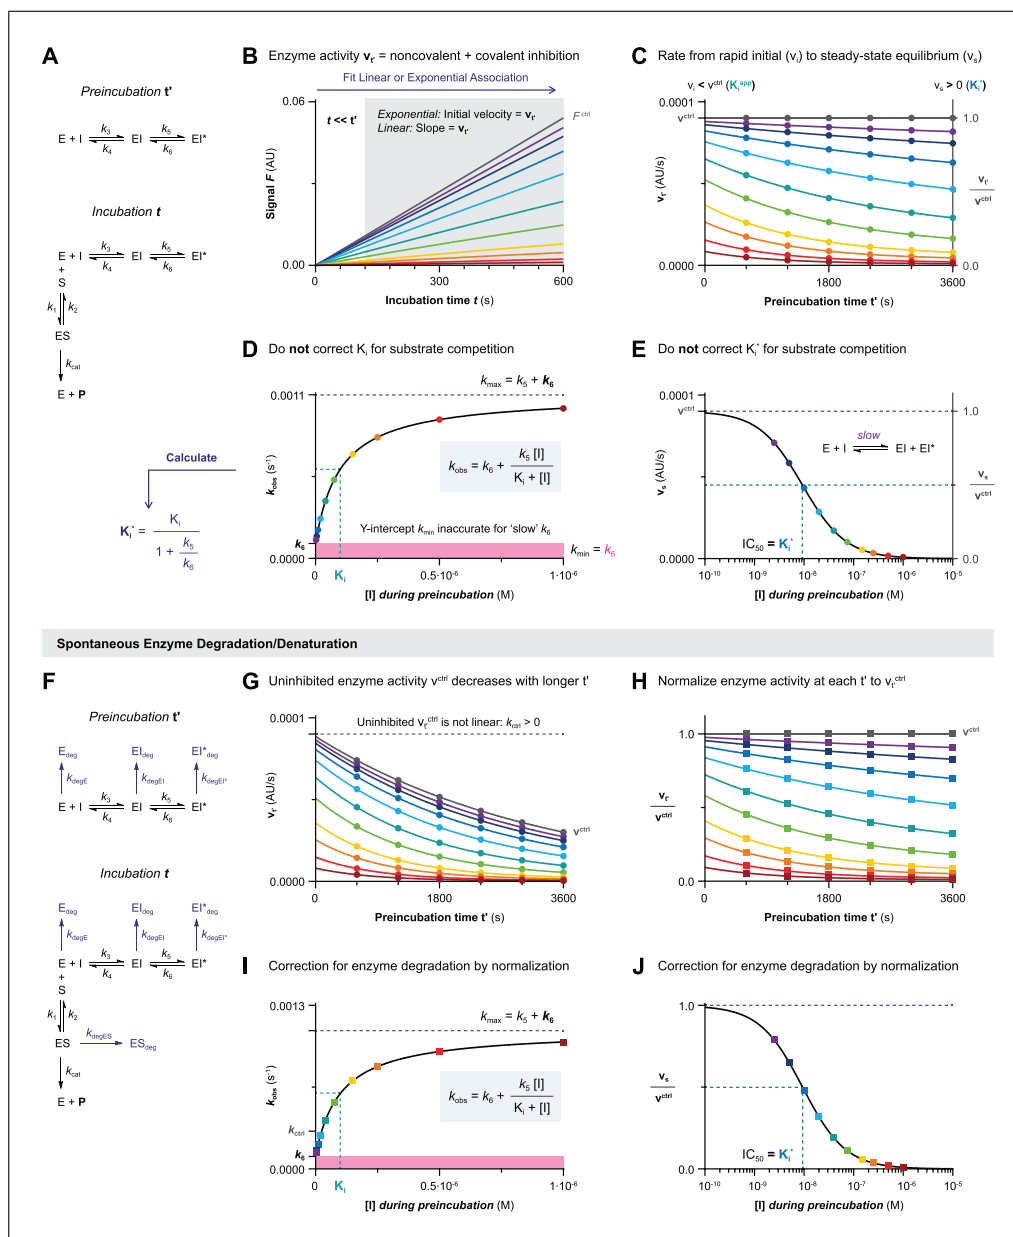 A
Preincubation t'
E + I
k3
k4
EI
k5
k6
EI*
Incubation t
E + I
k3
k4
EI
k5
k6
EI*
+
S
k1
k2
ES
kcat
E + P
Calculate
Ki* = Ki
1 + k5
k6
B Enzyme activity vt' = noncovalent + covalent inhibition
Fit Linear or Exponential Association
0.06
t << t'
Exponential: Initial velocity = vt'
Linear: Slope = vt'
F ctrl
Signal F (AU)
0.00
0
300
600
Incubation time t (s)
C Rate from rapid initial (vi) to steady-state equilibrium (vs)
vi < vctrl (Kiapp)
vs > 0 (Ki*)
0.0001
vctrl
1.0
vt' (AU/s)
vt'
vctrl
0.0000
0.0
0
1800
3600
Preincubation time t' (s)
D Do not correct Ki for substrate competition
kmax = k5 + k6
0.0011
kobs (s-1)
kobs = k6 + k5 [I]
Ki + [I]
Y-intercept kmin inaccurate for 'slow' k6
k6
kmin = k6
0.0000
0
Ki
0.5·10-6
1·10-6
[I] during preincubation (M)
E Do not correct Ki* for substrate competition
0.0001
vctrl
1.0
slow
E + I
EI + EI*
vs (AU/s)
vs
vctrl
IC50 = Ki*
0.0000
0.0
10-10
10-9
10-8
10-7
10-6
10-5
[I] during preincubation (M)
Spontaneous Enzyme Degradation/Denaturation
F
Preincubation t'
Edeg
EIdeg
EI*deg
kdegE
kdegEI
kdegEI*
E + I
k3
k4
EI
k5
k6
EI*
Incubation t
Edeg
EIdeg
EI*deg
kdegE
kdegEI
kdegEI*
E + I
k3
k4
EI
k5
k6
EI*
+
S
k1
k2
ES
kdegES
ESdeg
kcat
E + P
G Uninhibited enzyme activity vctrl decreases with longer t'
0.0001
Uninhibited vt'ctrl is not linear: kctrl > 0
vt' (AU/s)
vctrl
0.0000
0
1800
3600
Preincubation time t' (s)
H Normalize enzyme activity at each t' to vt'ctrl
vctrl
1.0
vt'
vctrl
0.0
0
1800
3600
Preincubation time t' (s)
I Correction for enzyme degradation by normalization
0.0013
kmax = k5 + k6
kobs (s-1)
kobs = k6 + k5 [I]
Ki + [I]
kctrl
k6
0.0000
0
Ki
0.5·10-6
1·10-6
[I] during preincubation (M)
J Correction for enzyme degradation by normalization
1.0
vs
vctrl
IC50 = Ki*
0.0
10-10
10-9
10-8
10-7
10-6
10-5
[I] during preincubation (M)